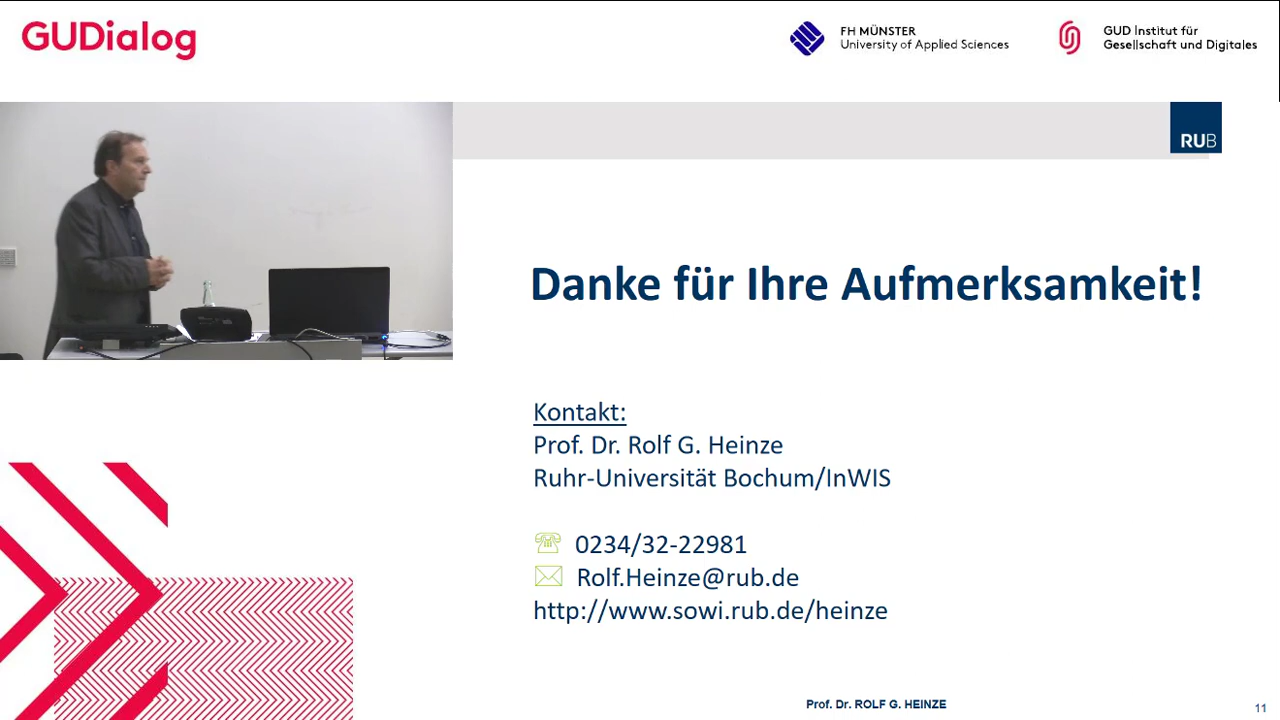 GUDialog
FH MÜNSTER
University of Applied Sciences
GUD Institut für
Gesellschaft und Digitales
RUB
Danke für Ihre Aufmerksamkeit!
Kontakt:
Prof. Dr. Rolf G. Heinze
Ruhr-Universität Bochum/InWIS
0234/32-22981
Rolf.Heinze@rub.de
http://www.sowi.rub.de/heinze
Prof. Dr. ROLF G. HEINZE
11